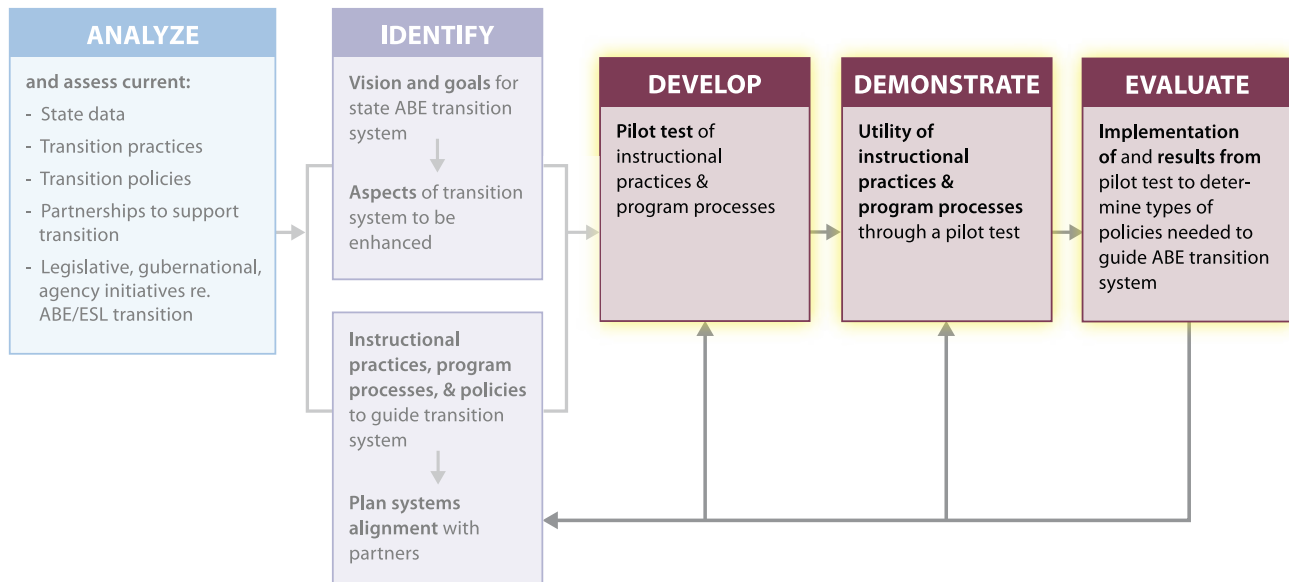 ANALYZE
and assess current:
- State data
- Transition practices
- Transition policies
- Partnerships to support
transition
- Legislative, gubernational,
agency initiatives re.
ABE/ESL transition
IDENTIFY
Vision and goals for
state ABE transition
system
Aspects of transition
system to be
enhanced
Instructional
practices, program
processes, & policies
to guide transition
system
Plan systems
alignment with
partners
DEVELOP
Pilot test of
instructional
practices &
program processes
DEMONSTRATE
Utility of
instructional
practices &
program processes
through a pilot test
EVALUATE
Implementation
of and results from
pilot test to deter-
mine types of
policies needed to
guide ABE transition
system